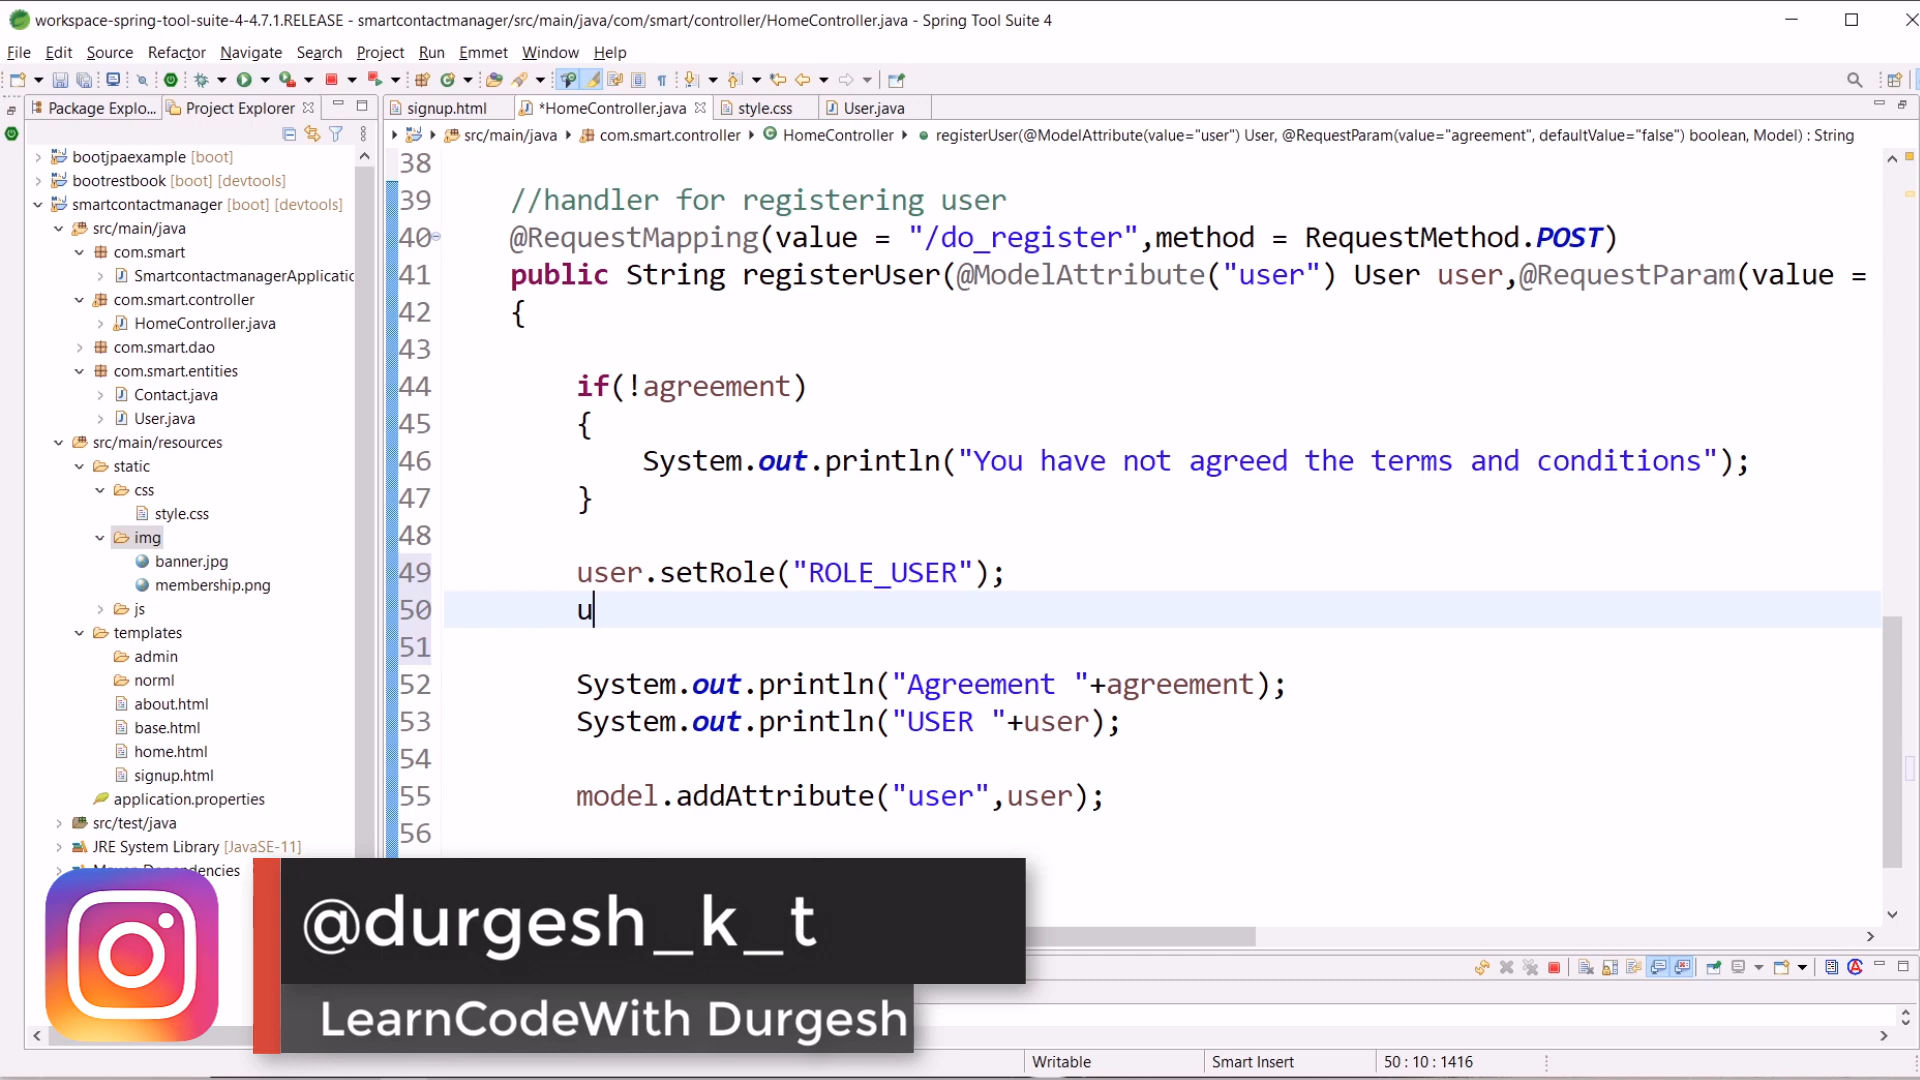 workspace-spring-tool-suite-4-4.7.1.RELEASE - smartcontactmanager/src/main/java/com/smart/controller/HomeController.java - Spring Tool Suite 4
File Edit Source Refactor Navigate Search Project Run Emmet Window Help
Package Explo... Project Explorer
signup.html *HomeController.java style.css User.java
src/main/java com.smart.controller HomeController registerUser(@ModelAttribute(value="user") User, @RequestParam(value="agreement", defaultValue="false") boolean, Model) : String
bootjpaexample [boot]
bootrestbook [boot] [devtools]
smartcontactmanager [boot] [devtools]
src/main/java
com.smart
SmartcontactmanagerApplicatio
com.smart.controller
HomeController.java
com.smart.dao
com.smart.entities
Contact.java
User.java
src/main/resources
static
css
style.css
img
banner.jpg
membership.png
js
templates
admin
norml
about.html
base.html
home.html
signup.html
application.properties
src/test/java
JRE System Library [JavaSE-11]
Maven Dependencies
38
39 //handler for registering user
40 @RequestMapping(value = "/do_register",method = RequestMethod.POST)
41 public String registerUser(@ModelAttribute("user") User user,@RequestParam(value =
42 {
43
44 if(!agreement)
45 {
46 System.out.println("You have not agreed the terms and conditions");
47 }
48
49 user.setRole("ROLE_USER");
50 u
51
52 System.out.println("Agreement "+agreement);
53 System.out.println("USER "+user);
54
55 model.addAttribute("user",user);
56
@durgesh_k_t
LearnCodeWith Durgesh
Writable Smart Insert 50 : 10 : 1416